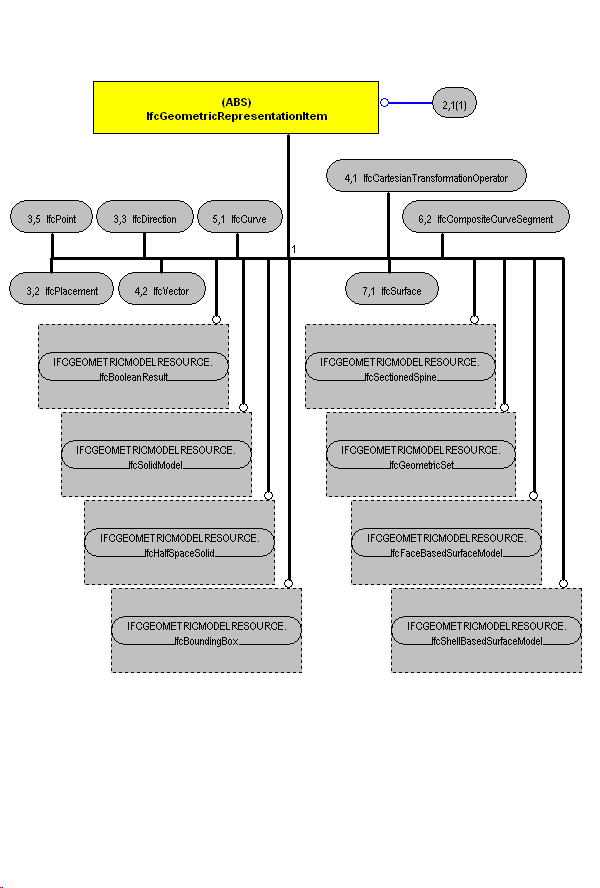 (ABS)
IfcGeometricRepresentationItem
2,1(1)
4,1 IfcCartesianTransformationOperator
3,5 IfcPoint
3,3 IfcDirection
5,1 IfcCurve
6,2 IfcCompositeCurveSegment
1
3,2 IfcPlacement
4,2 IfcVector
7,1 IfcSurface
IFCGEOMETRICMODELRESOURCE.
IfcBooleanResult
IFCGEOMETRICMODELRESOURCE.
IfcSectionedSpine
IFCGEOMETRICMODELRESOURCE.
IfcSolidModel
IFCGEOMETRICMODELRESOURCE.
IfcGeometricSet
IFCGEOMETRICMODELRESOURCE.
IfcHalfSpaceSolid
IFCGEOMETRICMODELRESOURCE.
IfcFaceBasedSurfaceModel
IFCGEOMETRICMODELRESOURCE.
IfcBoundingBox
IFCGEOMETRICMODELRESOURCE.
IfcShellBasedSurfaceModel